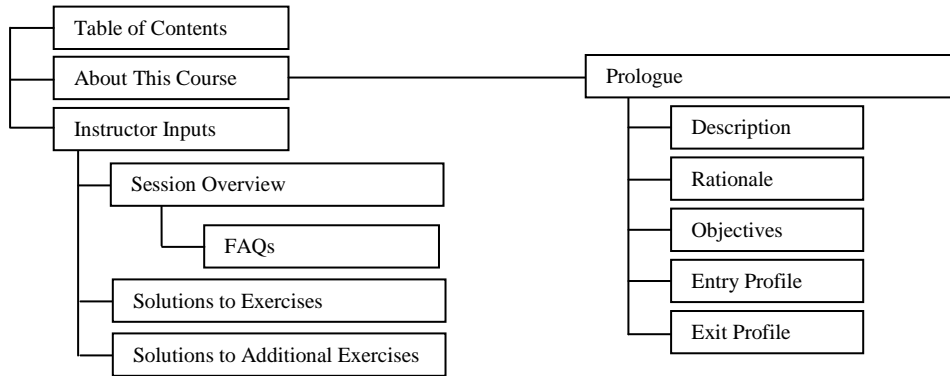 Table of Contents
About This Course
Instructor Inputs
Session Overview
FAQs
Solutions to Exercises
Solutions to Additional Exercises
Prologue
Description
Rationale
Objectives
Entry Profile
Exit Profile